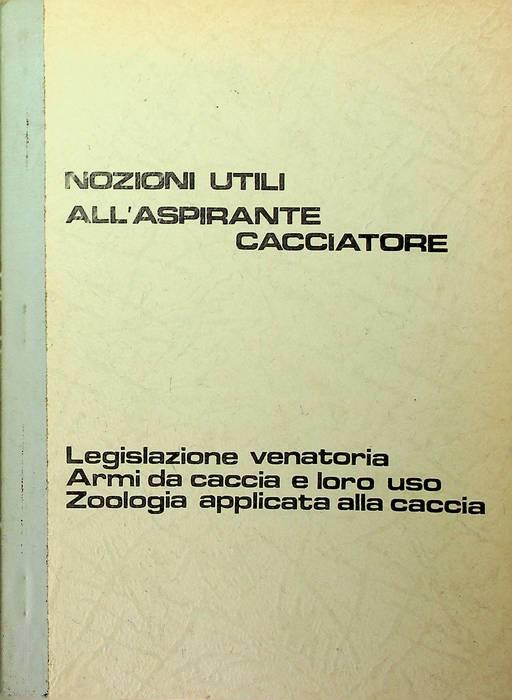 NOZIONI UTILI
ALL'ASPIRANTE
CACCIATORE
Legislazione venatoria
Armi da caccia e loro uso
Zoologia applicata alla caccia